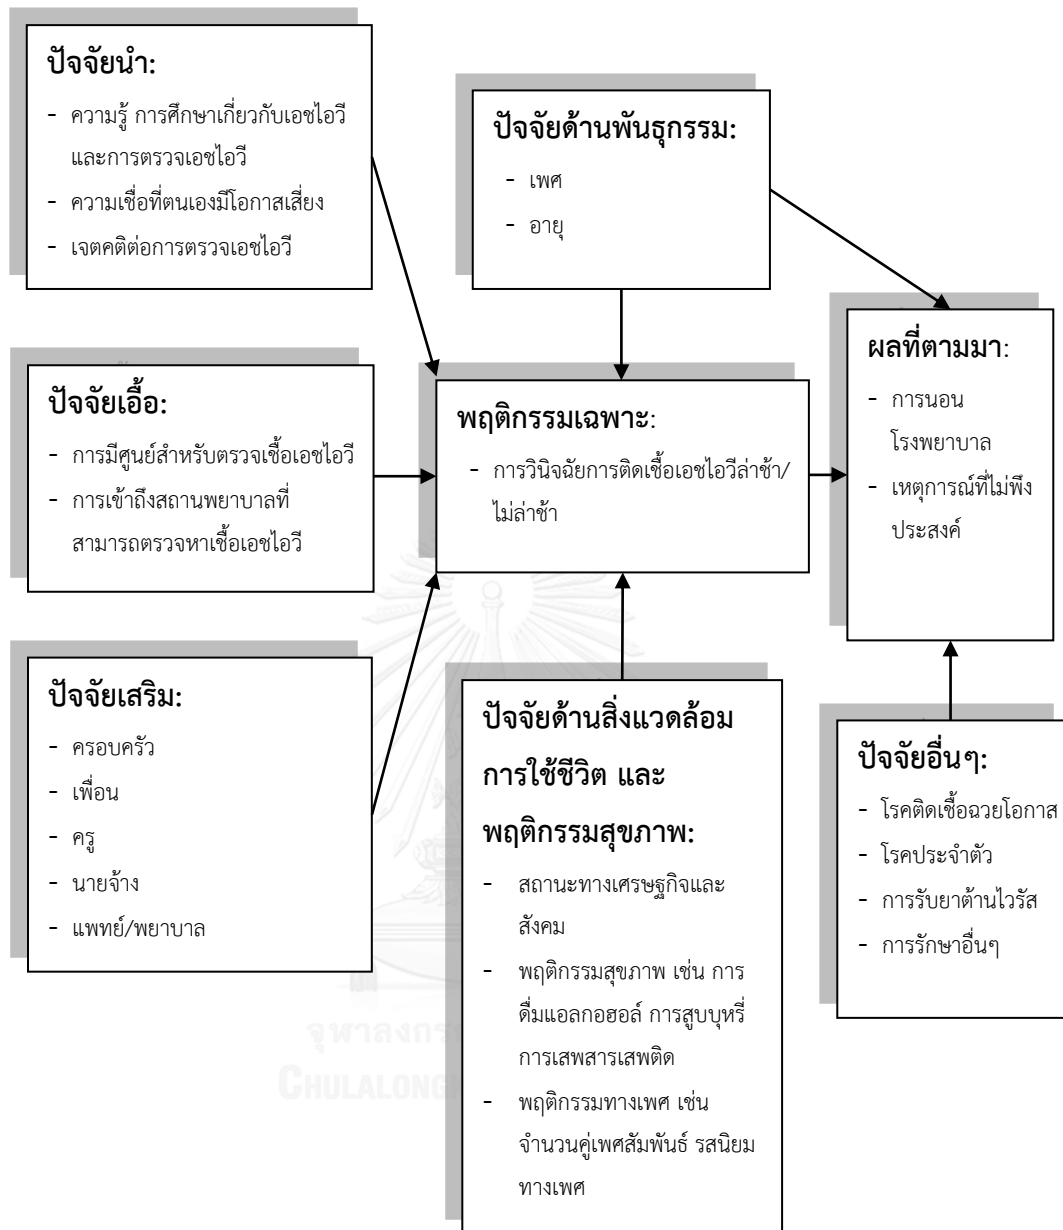 ปัจจัยนำ:
- ความรู้ การศึกษาเกี่ยวกับเอชไอวี
และการตรวจเอชไอวี
- ความเชื่อที่ตนเองมีโอกาสเสี่ยง
- เจตคติต่อการตรวจเอชไอวี
ปัจจัยด้านพันธุกรรม:
- เพศ
- อายุ
ปัจจัยเอื้อ:
- การมีศูนย์สำหรับตรวจเชื้อเอชไอวี
- การเข้าถึงสถานพยาบาลที่
สามารถตรวจหาเชื้อเอชไอวี
พฤติกรรมเฉพาะ:
- การวินิจฉัยการติดเชื้อเอชไอวีล่าช้า/
ไม่ล่าช้า
ผลที่ตามมา:
- การนอน
โรงพยาบาล
- เหตุการณ์ที่ไม่พึง
ประสงค์
ปัจจัยเสริม:
- ครอบครัว
- เพื่อน
- ครู
- นายจ้าง
- แพทย์/พยาบาล
ปัจจัยด้านสิ่งแวดล้อม
การใช้ชีวิต และ
พฤติกรรมสุขภาพ:
- สถานะทางเศรษฐกิจและ
สังคม
- พฤติกรรมสุขภาพ เช่น การ
ดื่มแอลกอฮอล์ การสูบบุหรี่
การเสพสารเสพติด
- พฤติกรรมทางเพศ เช่น
จำนวนคู่เพศสัมพันธ์ รสนิยม
ทางเพศ
ปัจจัยอื่นๆ:
- โรคติดเชื้อฉวยโอกาส
- โรคประจำตัว
- การรับยาต้านไวรัส
- การรักษาอื่นๆ